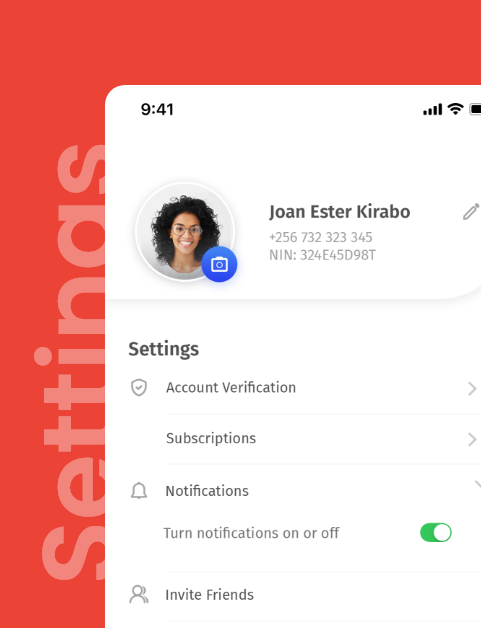 Settings
9:41
Joan Ester Kirabo
+256 732 323 345
NIN: 324E45D98T
Settings
Account Verification
Subscriptions
Notifications
Turn notifications on or off
Invite Friends